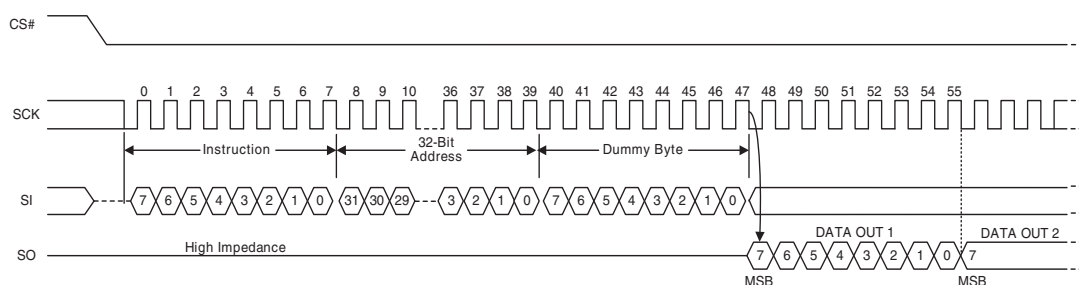 CS#
0 1 2 3 4 5 6 7 8 9 10 36 37 38 39 40 41 42 43 44 45 46 47 48 49 50 51 52 53 54 55
SCK
Instruction 32-Bit Address Dummy Byte
SI 7 6 5 4 3 2 1 0 31 30 29 3 2 1 0 7 6 5 4 3 2 1 0
DATA OUT 1 DATA OUT 2
High Impedance
SO 7 6 5 4 3 2 1 0 7
MSB MSB